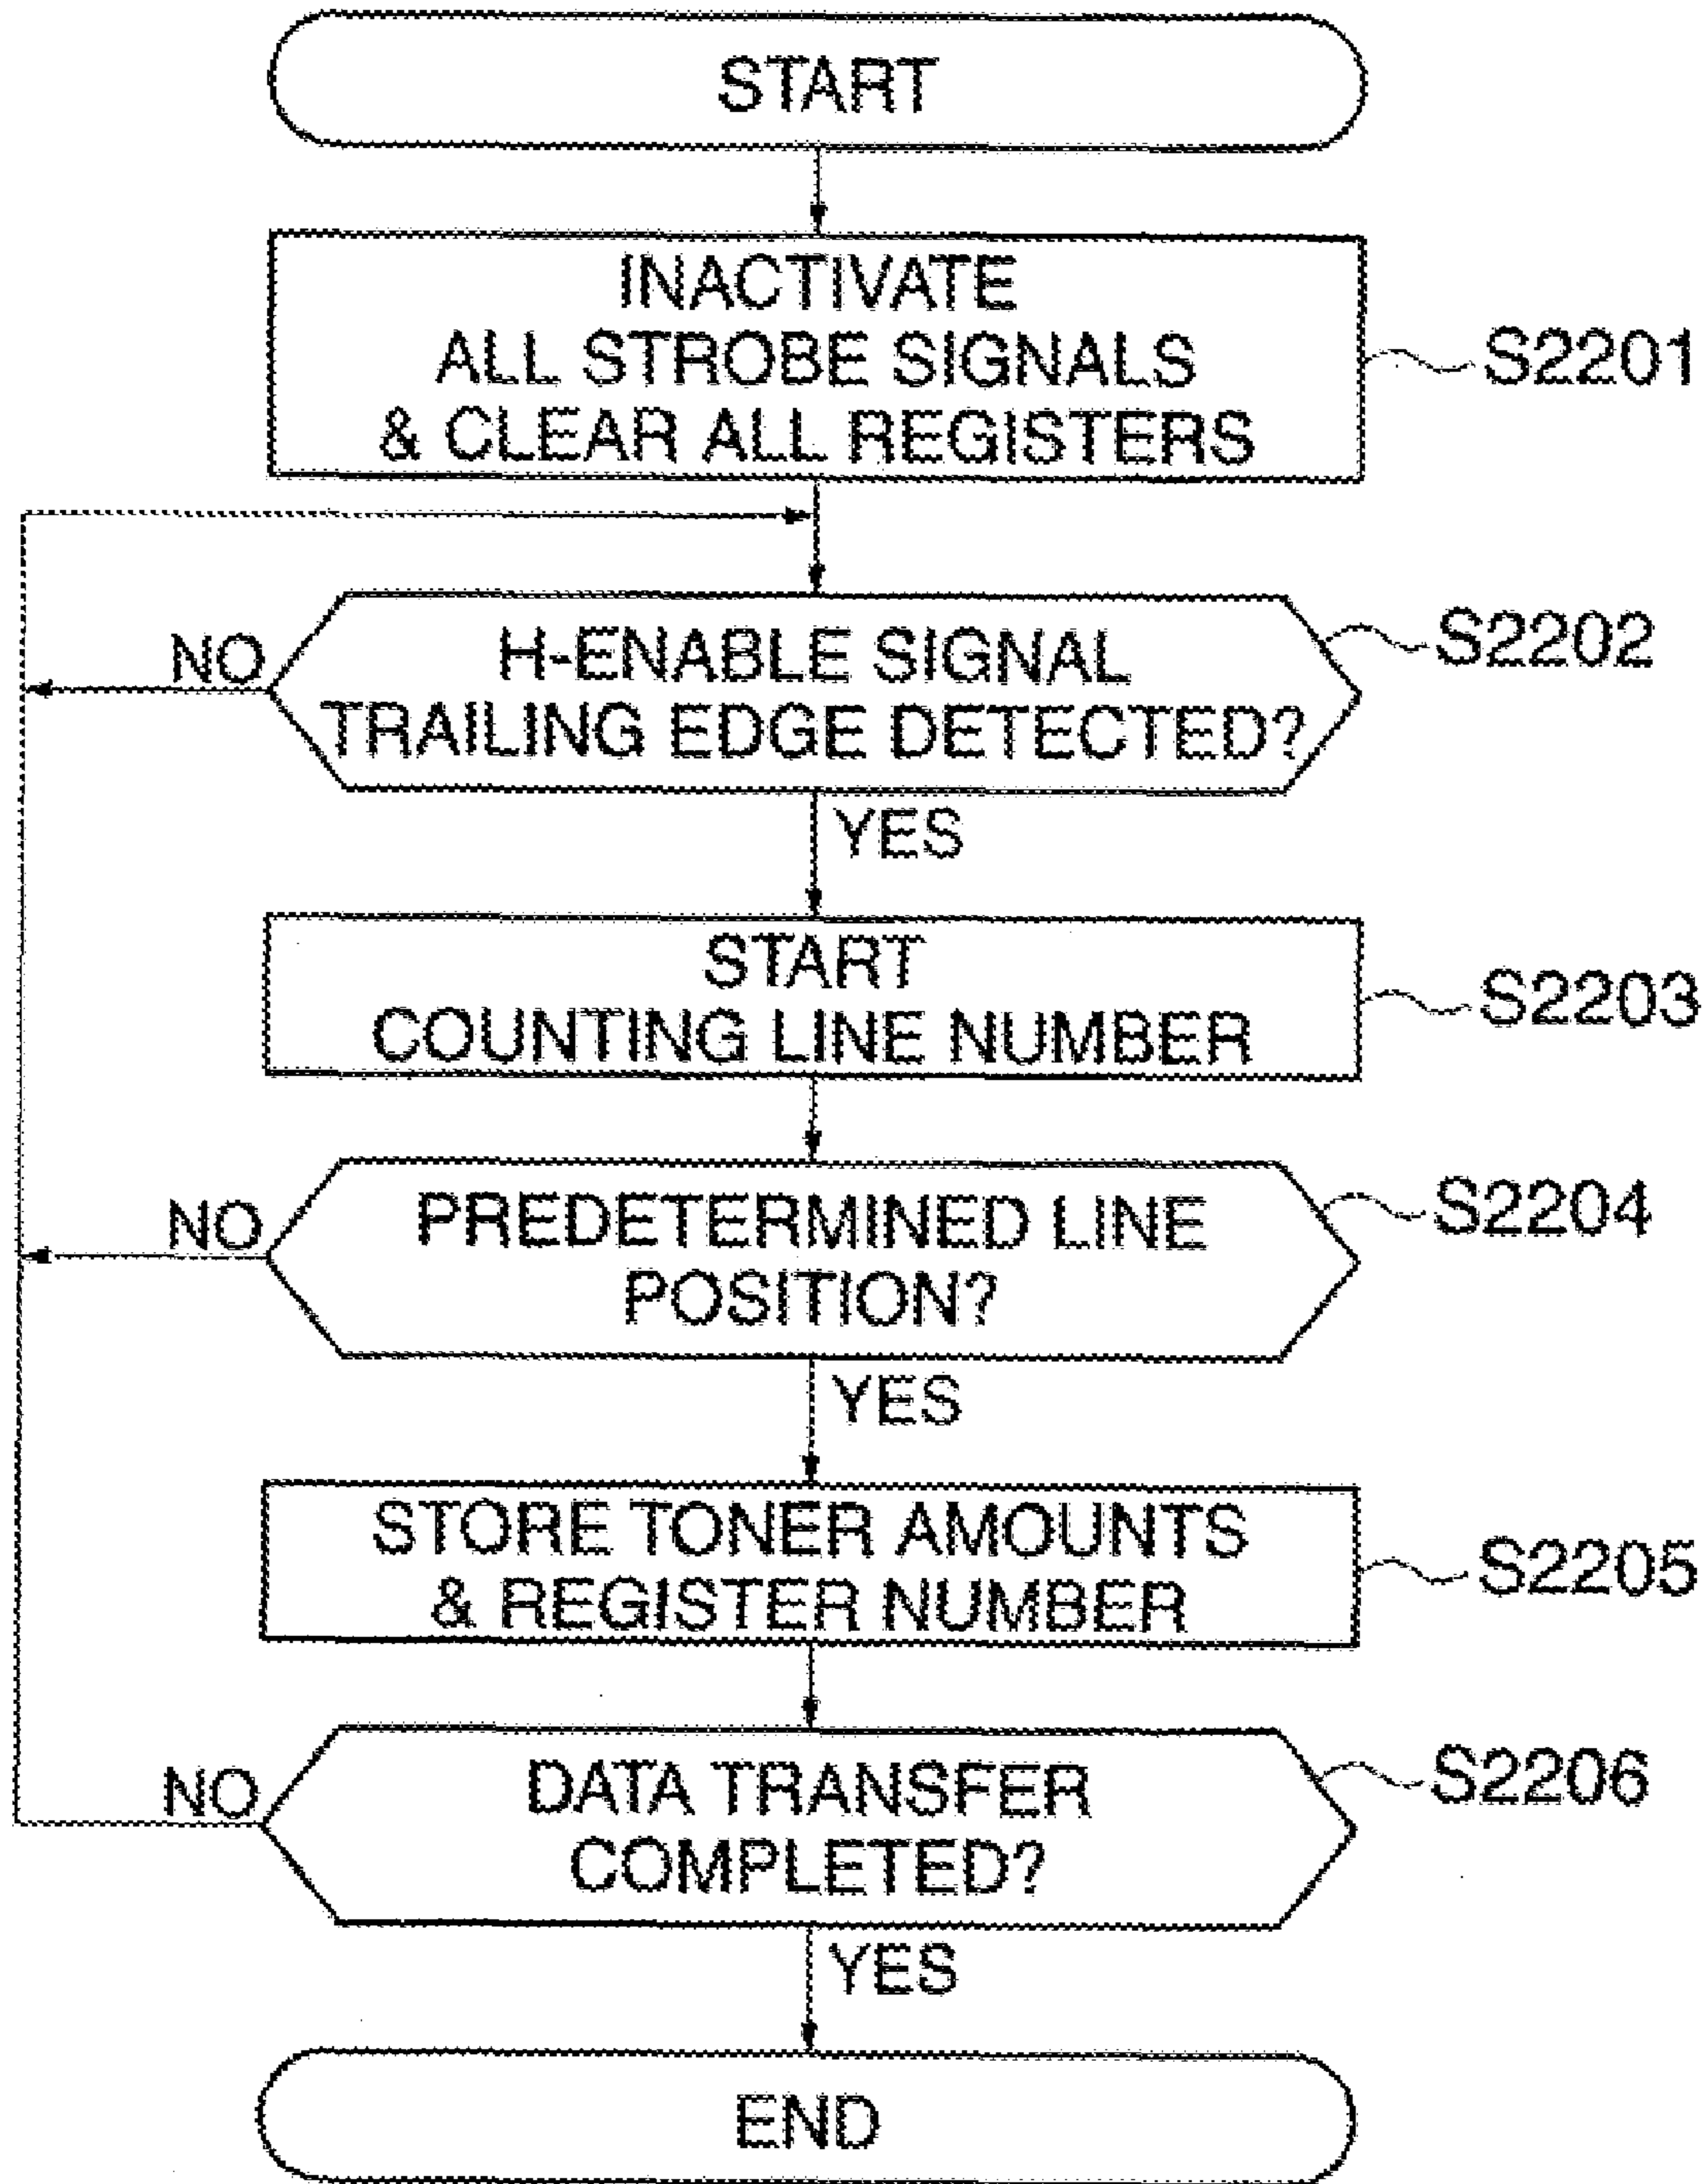 START
INACTIVATE
ALL STROBE SIGNALS
& CLEAR ALL REGISTERS
S2201
H-ENABLE SIGNAL
TRAILING EDGE DETECTED?
S2202
NO
YES
START
COUNTING LINE NUMBER
S2203
PREDETERMINED LINE
POSITION?
S2204
NO
YES
STORE TONER AMOUNTS
& REGISTER NUMBER
S2205
DATA TRANSFER
COMPLETED?
S2206
NO
YES
END